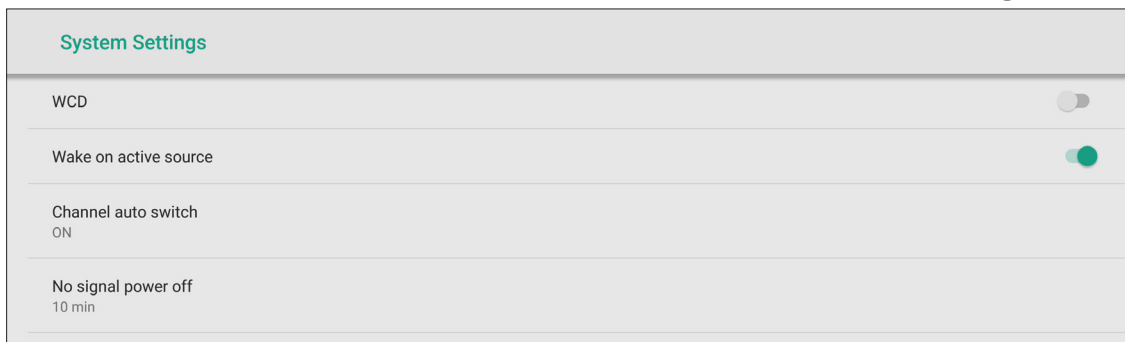 System Settings
WCD
Wake on active source
Channel auto switch
ON
No signal power off
10 min